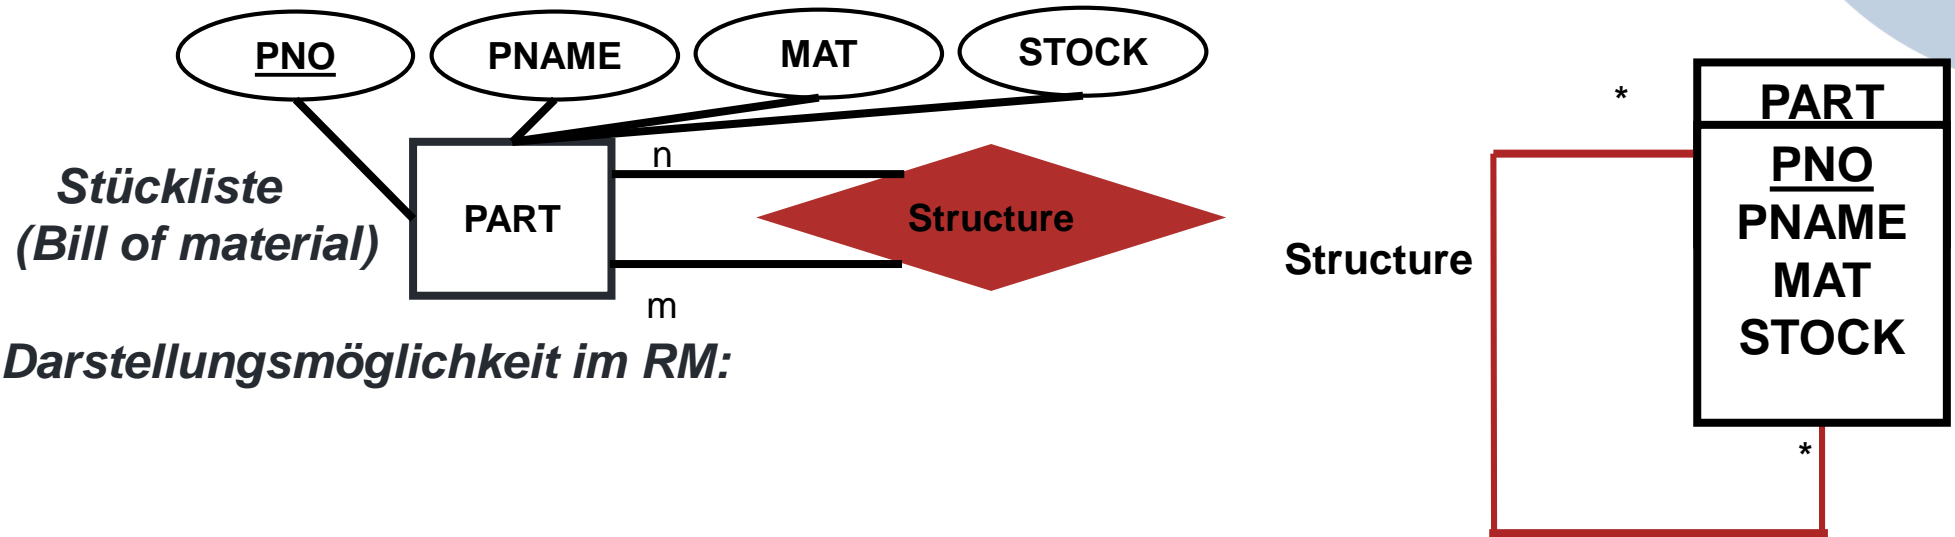 PNO
PNAME
MAT
STOCK
Stückliste
(Bill of material)
PART
n
m
Structure
Darstellungsmöglichkeit im RM:
*
PART
PNO
PNAME
MAT
STOCK
Structure
*